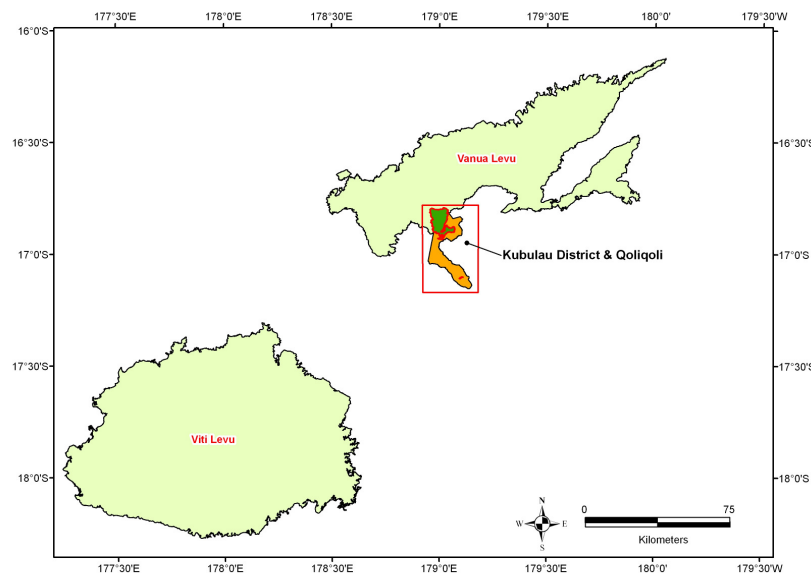 177°30'E 178°0'E 178°30'E 179°0'E 179°30'E 180°0' 179°30'W
16°0'S 16°0'S
16°30'S 16°30'S
Vanua Levu
17°0'S 17°0'S
Kubulau District & Qoliqoli
17°30'S 17°30'S
Viti Levu
18°0'S 18°0'S
N
W E
S
0 75
Kilometers
177°30'E 178°0'E 178°30'E 179°0'E 179°30'E 180°0' 179°30'W